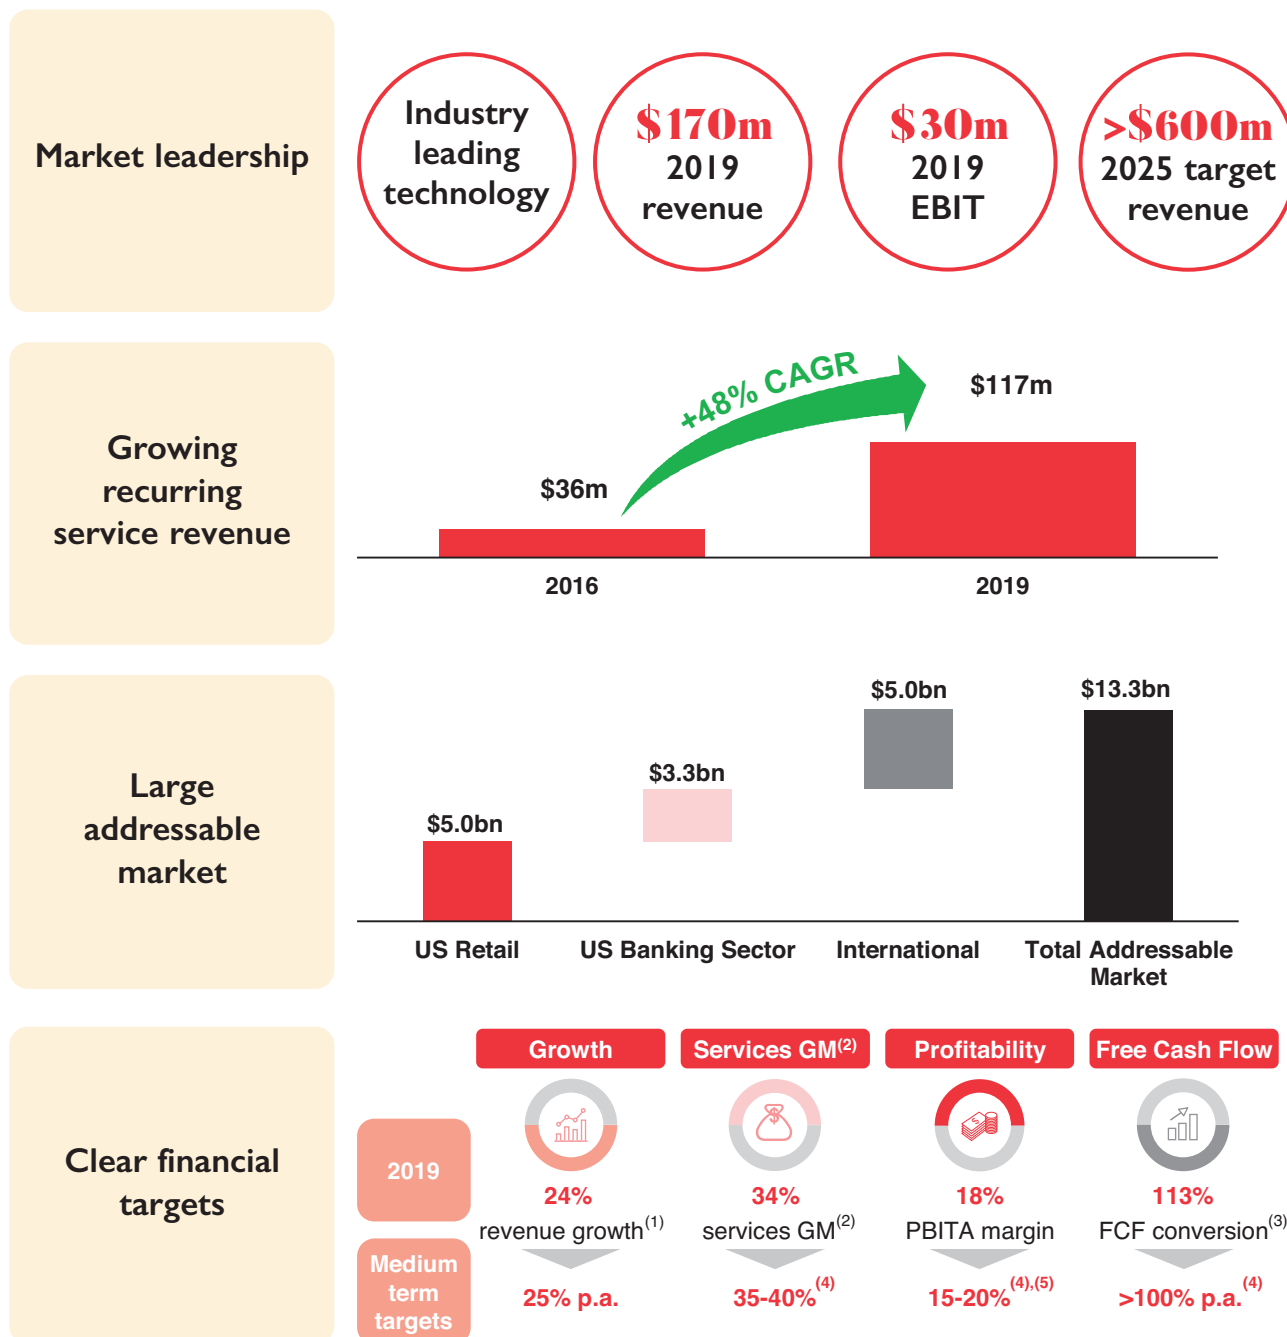 Market leadership
Industry
leading
technology
$170m
2019
revenue
$30m
2019
EBIT
>$600m
2025 target
revenue
Growing
recurring
service revenue
+48% CAGR
$36m
$117m
2016
2019
Large
addressable
market
$5.0bn
$3.3bn
$5.0bn
$13.3bn
US Retail
US Banking Sector
International
Total Addressable
Market
Clear financial
targets
Growth
Services GM(2)
Profitability
Free Cash Flow
2019
24%
revenue growth(1)
34%
services GM(2)
18%
PBITA margin
113%
FCF conversion(3)
Medium
term
targets
25% p.a.
35-40%(4)
15-20%(4),(5)
>100% p.a.(4)